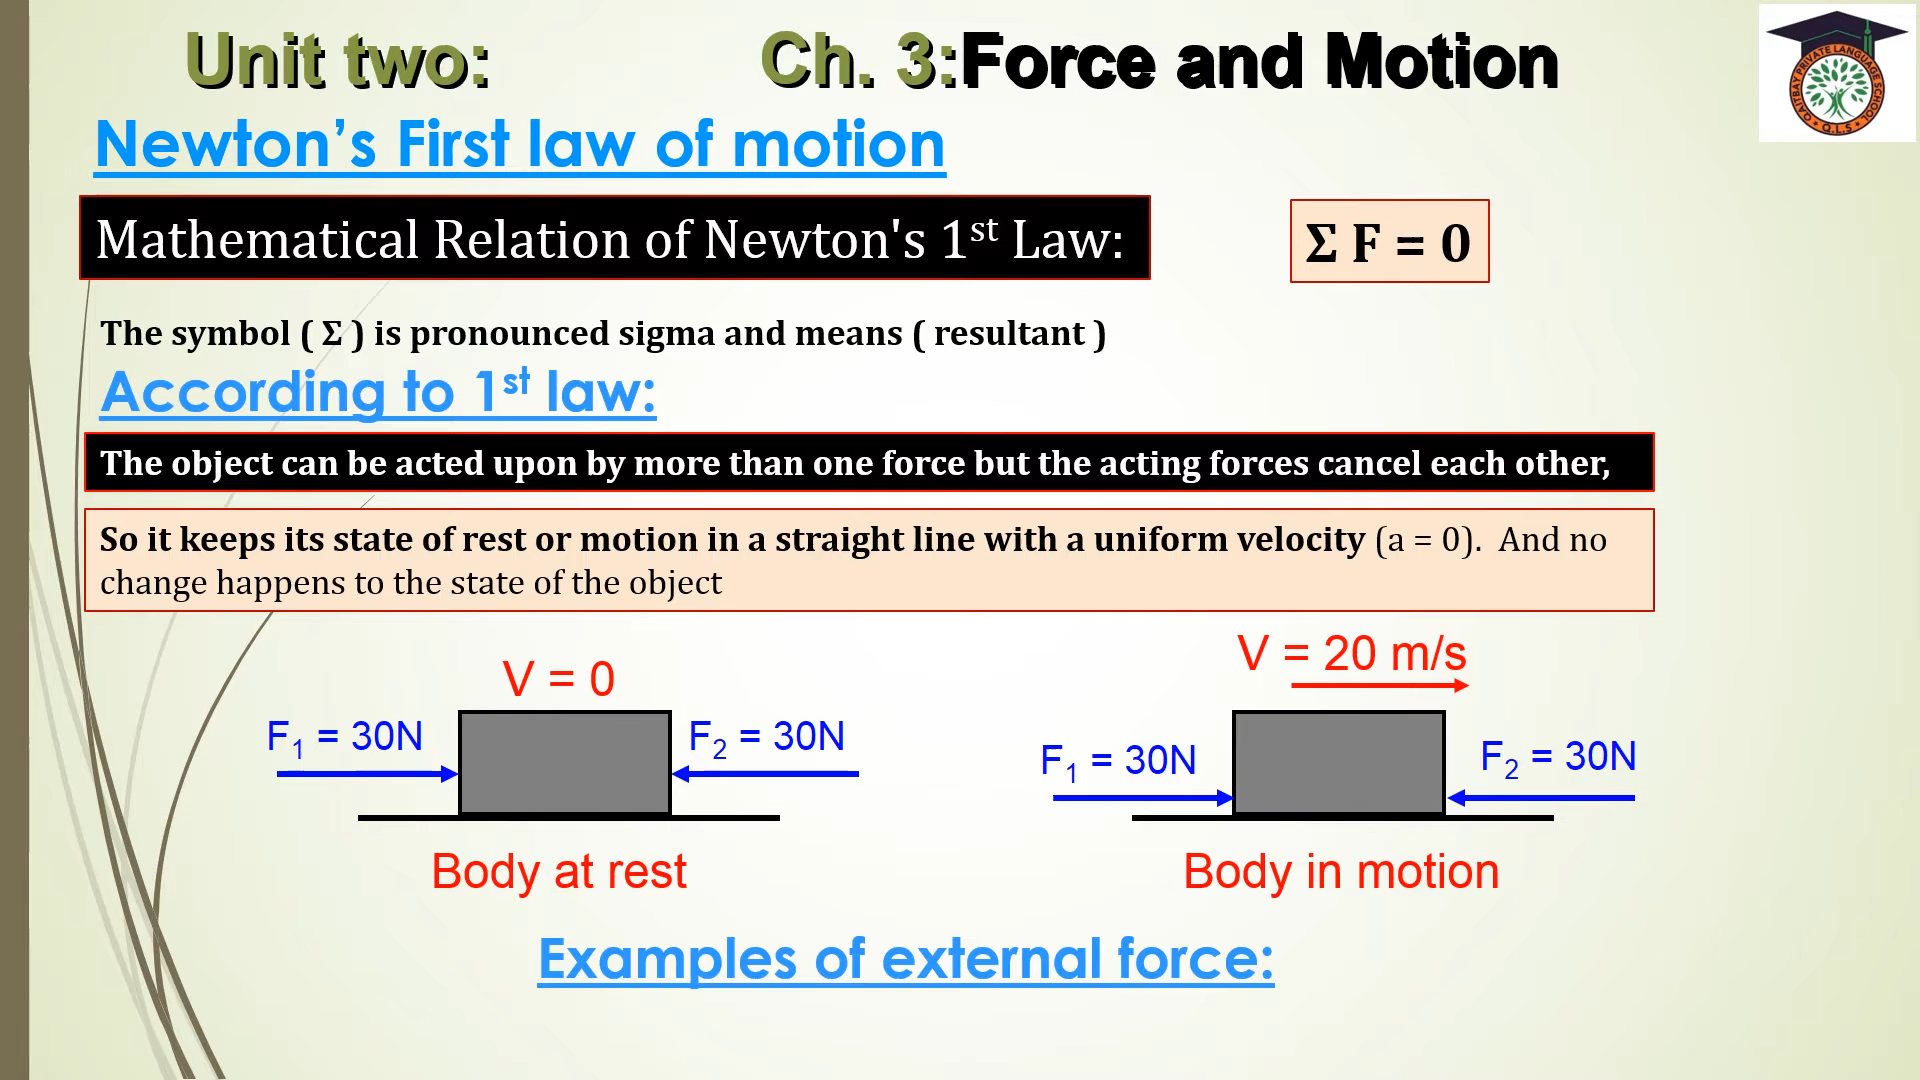 Unit two: Ch. 3:Force and Motion
QAITBAY PRIVATE LANGUAGE SCHOOL
• Q.L.S •
Newton’s First law of motion
Mathematical Relation of Newton's 1st Law:
Σ F = 0
The symbol ( Σ ) is pronounced sigma and means ( resultant )
According to 1st law:
The object can be acted upon by more than one force but the acting forces cancel each other,
So it keeps its state of rest or motion in a straight line with a uniform velocity (a = 0). And no
change happens to the state of the object
V = 0
F1 = 30N
F2 = 30N
Body at rest
V = 20 m/s
F1 = 30N
F2 = 30N
Body in motion
Examples of external force: